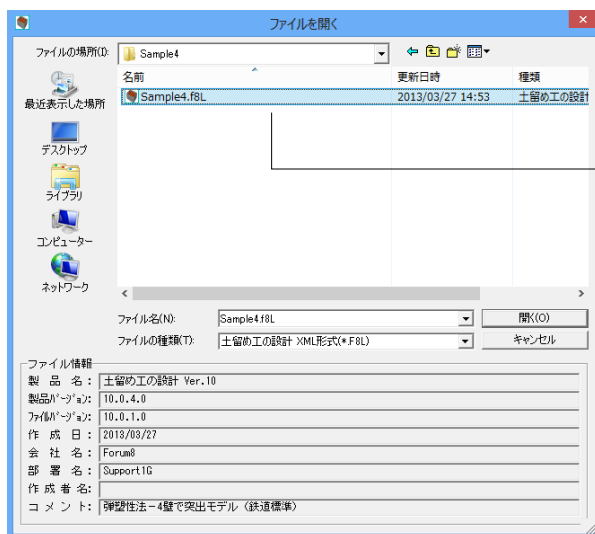 ファイルを開く
ファイルの場所(I):
Sample4
名前
更新日時
種類
Sample4.f8L
2013/03/27 14:53
土留め工の設計
最近表示した場所
デスクトップ
ライブラリ
コンピューター
ネットワーク
ファイル名(N):
Sample4.f8L
開く(O)
ファイルの種類(T):
土留め工の設計 XML形式(*.F8L)
キャンセル
ファイル情報
製 品 名: 土留め工の設計 Ver.10
製品ﾊﾞｰｼﾞｮﾝ: 10.0.4.0
ﾌｧｲﾙﾊﾞｰｼﾞｮﾝ: 10.0.1.0
作 成 日: 2013/03/27
会 社 名: Forum8
部 署 名: Support1G
作 成 者 名:
コ メ ン ト: 弾塑性法－4壁で突出モデル（鉄道標準）